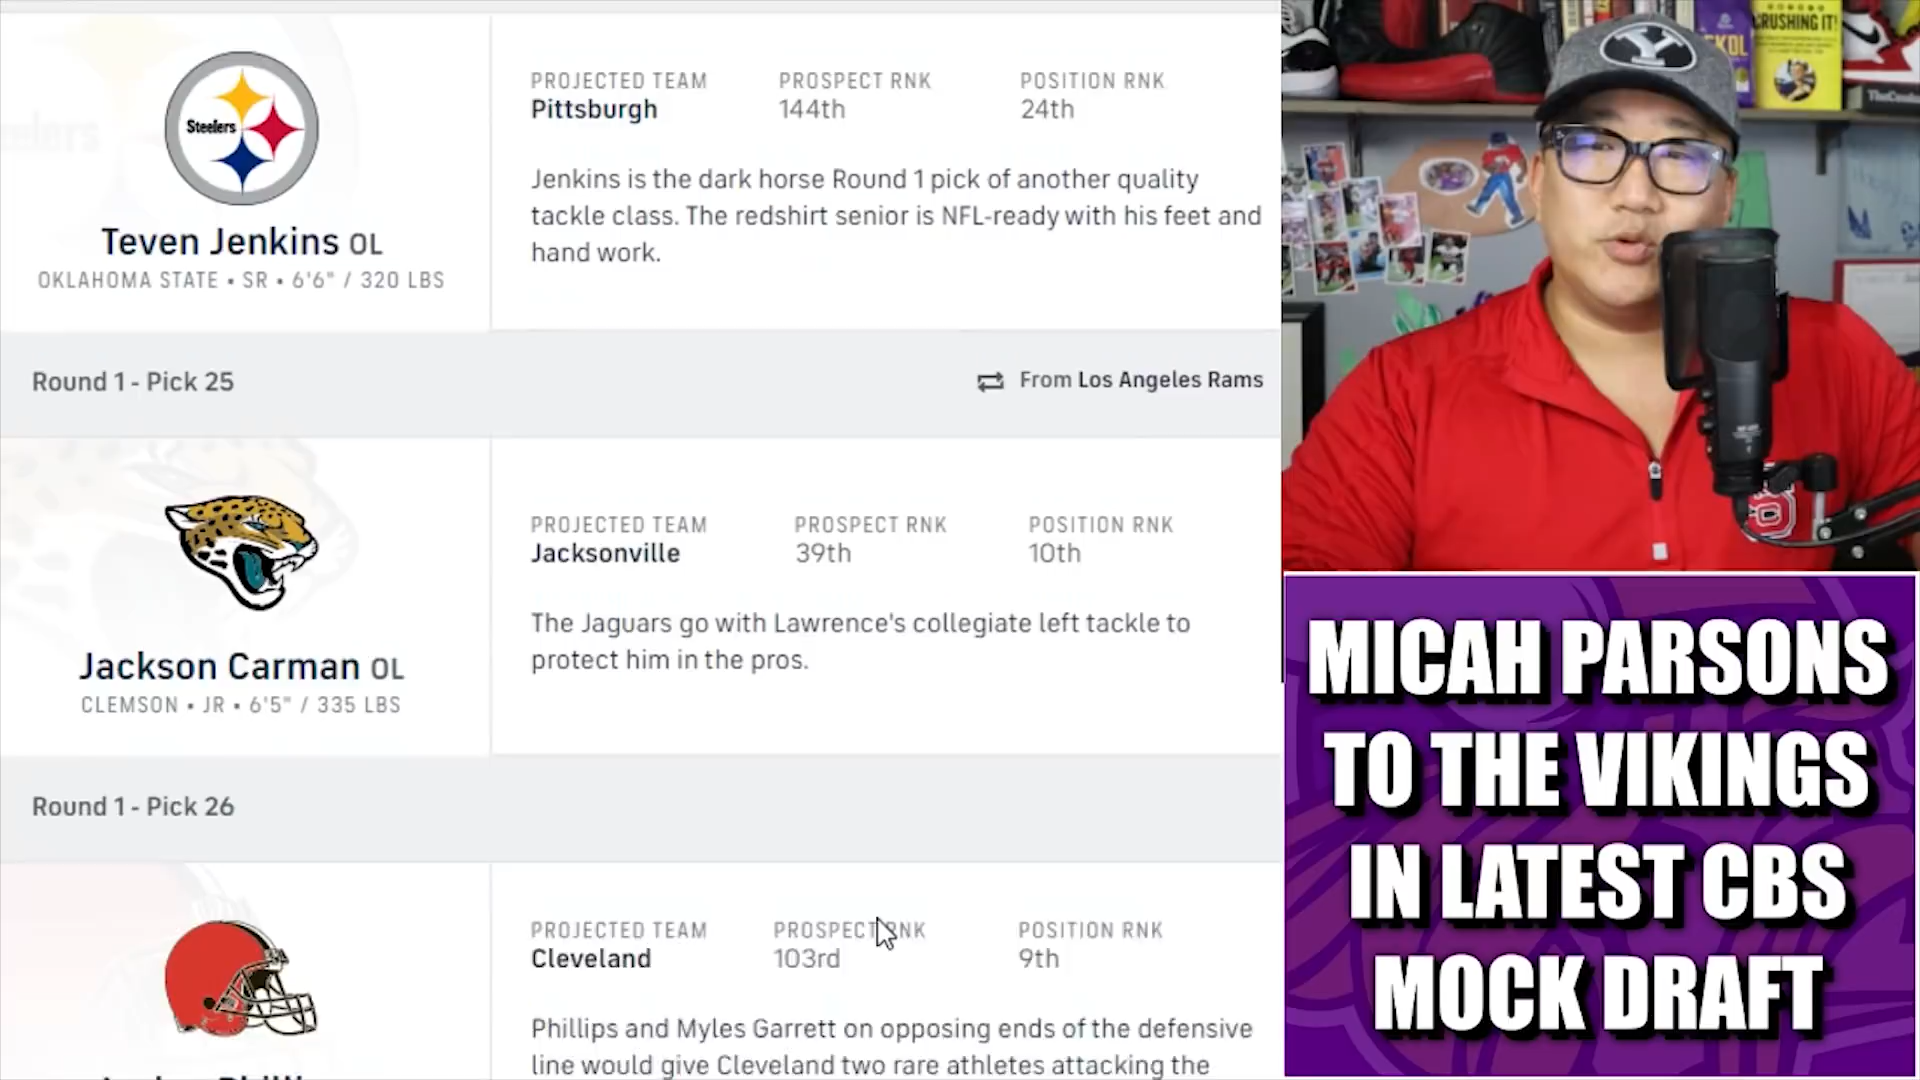 Steelers
Teven Jenkins OL
OKLAHOMA STATE • SR • 6'6" / 320 LBS
PROJECTED TEAM
Pittsburgh
PROSPECT RNK
144th
POSITION RNK
24th
Jenkins is the dark horse Round 1 pick of another quality
tackle class. The redshirt senior is NFL-ready with his feet and
hand work.
Round 1 - Pick 25
From Los Angeles Rams
Jackson Carman OL
CLEMSON • JR • 6'5" / 335 LBS
PROJECTED TEAM
Jacksonville
PROSPECT RNK
39th
POSITION RNK
10th
The Jaguars go with Lawrence's collegiate left tackle to
protect him in the pros.
Round 1 - Pick 26
PROJECTED TEAM
Cleveland
PROSPECT RNK
103rd
POSITION RNK
9th
Phillips and Myles Garrett on opposing ends of the defensive
line would give Cleveland two rare athletes attacking the
CRUSHING IT!
Y
MICAH PARSONS
TO THE VIKINGS
IN LATEST CBS
MOCK DRAFT